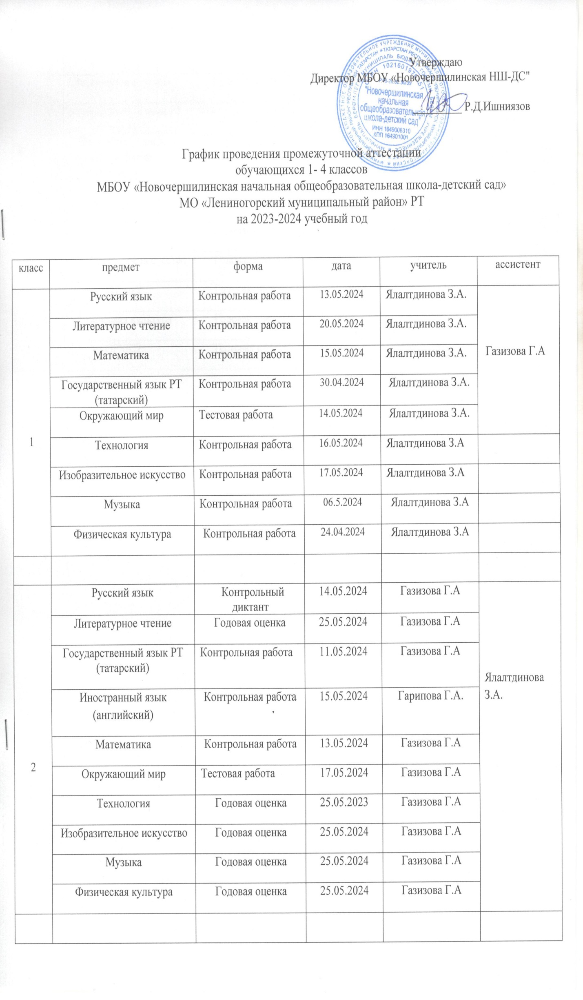 Утверждаю
Директор МБОУ «Новочершилинская НШ-ДС"
Р.Д.Ишниязов
"Новочершилинская
начальная
общеобразовательная
школа-детский сад"
ИНН 1649006310
КПП 164901001
График проведения промежуточной аттестации
обучающихся 1- 4 классов
МБОУ «Новочершилинская начальная общеобразовательная школа-детский сад»
МО «Лениногорский муниципальный район» РТ
на 2023-2024 учебный год
класс предмет форма дата учитель ассистент
1
Русский язык Контрольная работа 13.05.2024 Ялалтдинова З.А.
Литературное чтение Контрольная работа 20.05.2024 Ялалтдинова З.А.
Математика Контрольная работа 15.05.2024 Ялалтдинова З.А. Газизова Г.А
Государственный язык РТ Контрольная работа 30.04.2024 Ялалтдинова З.А.
(татарский)
Окружающий мир Тестовая работа 14.05.2024 Ялалтдинова З.А.
Технология Контрольная работа 16.05.2024 Ялалтдинова З.А
Изобразительное искусство Контрольная работа 17.05.2024 Ялалтдинова З.А
Музыка Контрольная работа 06.5.2024 Ялалтдинова З.А
Физическая культура Контрольная работа 24.04.2024 Ялалтдинова З.А
2
Русский язык Контрольный 14.05.2024 Газизова Г.А
диктант
Литературное чтение Годовая оценка 25.05.2024 Газизова Г.А
Государственный язык РТ Контрольная работа 11.05.2024 Газизова Г.А
(татарский)
Ялалтдинова
З.А.
Иностранный язык Контрольная работа 15.05.2024 Гарипова Г.А.
(английский)
Математика Контрольная работа 13.05.2024 Газизова Г.А
Окружающий мир Тестовая работа 17.05.2024 Газизова Г.А
Технология Годовая оценка 25.05.2023 Газизова Г.А
Изобразительное искусство Годовая оценка 25.05.2024 Газизова Г.А
Музыка Годовая оценка 25.05.2024 Газизова Г.А
Физическая культура Годовая оценка 25.05.2024 Газизова Г.А